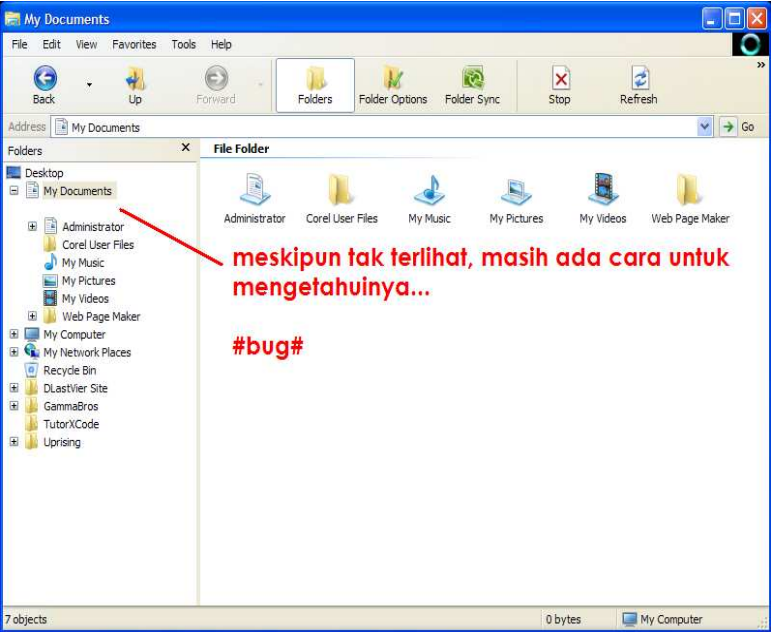 My Documents
File Edit View Favorites Tools Help
Back Up Forward Folders Folder Options Folder Sync Stop Refresh »
Address My Documents Go
Folders x
Desktop
My Documents
Administrator
Corel User Files
My Music
My Pictures
My Videos
Web Page Maker
My Computer
My Network Places
Recycle Bin
DLastVier Site
GammaBros
TutorXCode
Uprising
File Folder
Administrator Corel User Files My Music My Pictures My Videos Web Page Maker
meskipun tak terlihat, masih ada cara untuk
mengetahuinya...
#bug#
7 objects 0 bytes My Computer